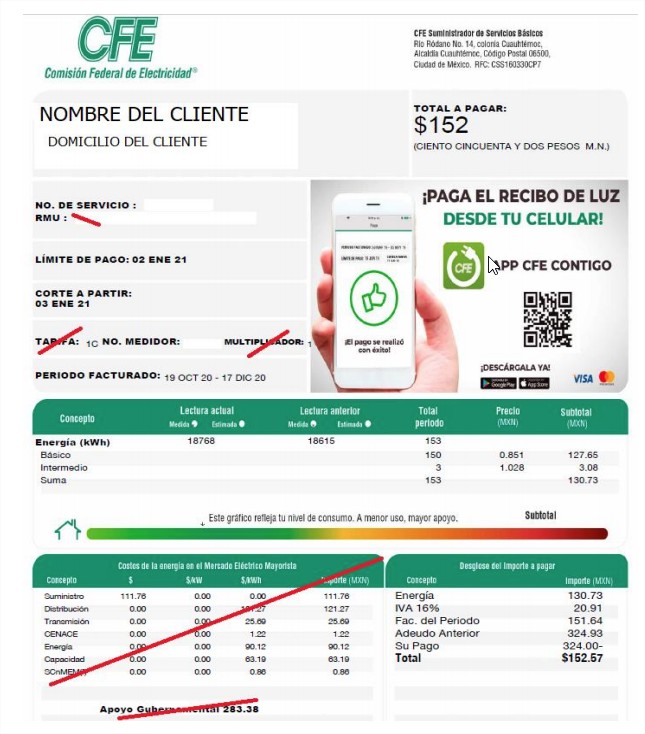 CFE
Comisión Federal de Electricidad®
CFE Suministrador de Servicios Básicos
Río Ródano No. 14, colonia Cuauhtémoc,
Alcaldía Cuauhtémoc, Código Postal 06500,
Ciudad de México. RFC: CSS160330CP7
NOMBRE DEL CLIENTE
DOMICILIO DEL CLIENTE
TOTAL A PAGAR:
$152
(CIENTO CINCUENTA Y DOS PESOS M.N.)
NO. DE SERVICIO :
RMU :
LÍMITE DE PAGO: 02 ENE 21
CORTE A PARTIR:
03 ENE 21
TARIFA: 1C NO. MEDIDOR: MULTIPLICADOR: 1
PERIODO FACTURADO: 19 OCT 20 - 17 DIC 20
¡PAGA EL RECIBO DE LUZ
DESDE TU CELULAR!
CFE
APP CFE CONTIGO
¡El pago se realizó
con éxito!
¡DESCÁRGALA YA!
Google Play App Store
VISA
Concepto Lectura actual Lectura anterior Total periodo Precio (MXN) Subtotal (MXN)
Medida Estimada Medida Estimada
Energía (kWh) 18768 18615 153
Básico 150 0.851 127.65
Intermedio 3 1.028 3.08
Suma 153 130.73
Este gráfico refleja tu nivel de consumo. A menor uso, mayor apoyo.
Subtotal
Costos de la energía en el Mercado Eléctrico Mayorista
Concepto $ $/kW $/kWh Importe (MXN)
Suministro 111.76 0.00 0.00 111.76
Distribución 0.00 0.00 121.27 121.27
Transmisión 0.00 0.00 25.69 25.69
CENACE 0.00 0.00 1.22 1.22
Energía 0.00 0.00 90.12 90.12
Capacidad 0.00 0.00 63.19 63.19
SCnMEM 0.00 0.00 0.86 0.86
Apoyo Gubernamental 283.38
Desglose del importe a pagar
Concepto Importe (MXN)
Energía 130.73
IVA 16% 20.91
Fac. del Periodo 151.64
Adeudo Anterior 324.93
Su Pago 324.00-
Total $152.57